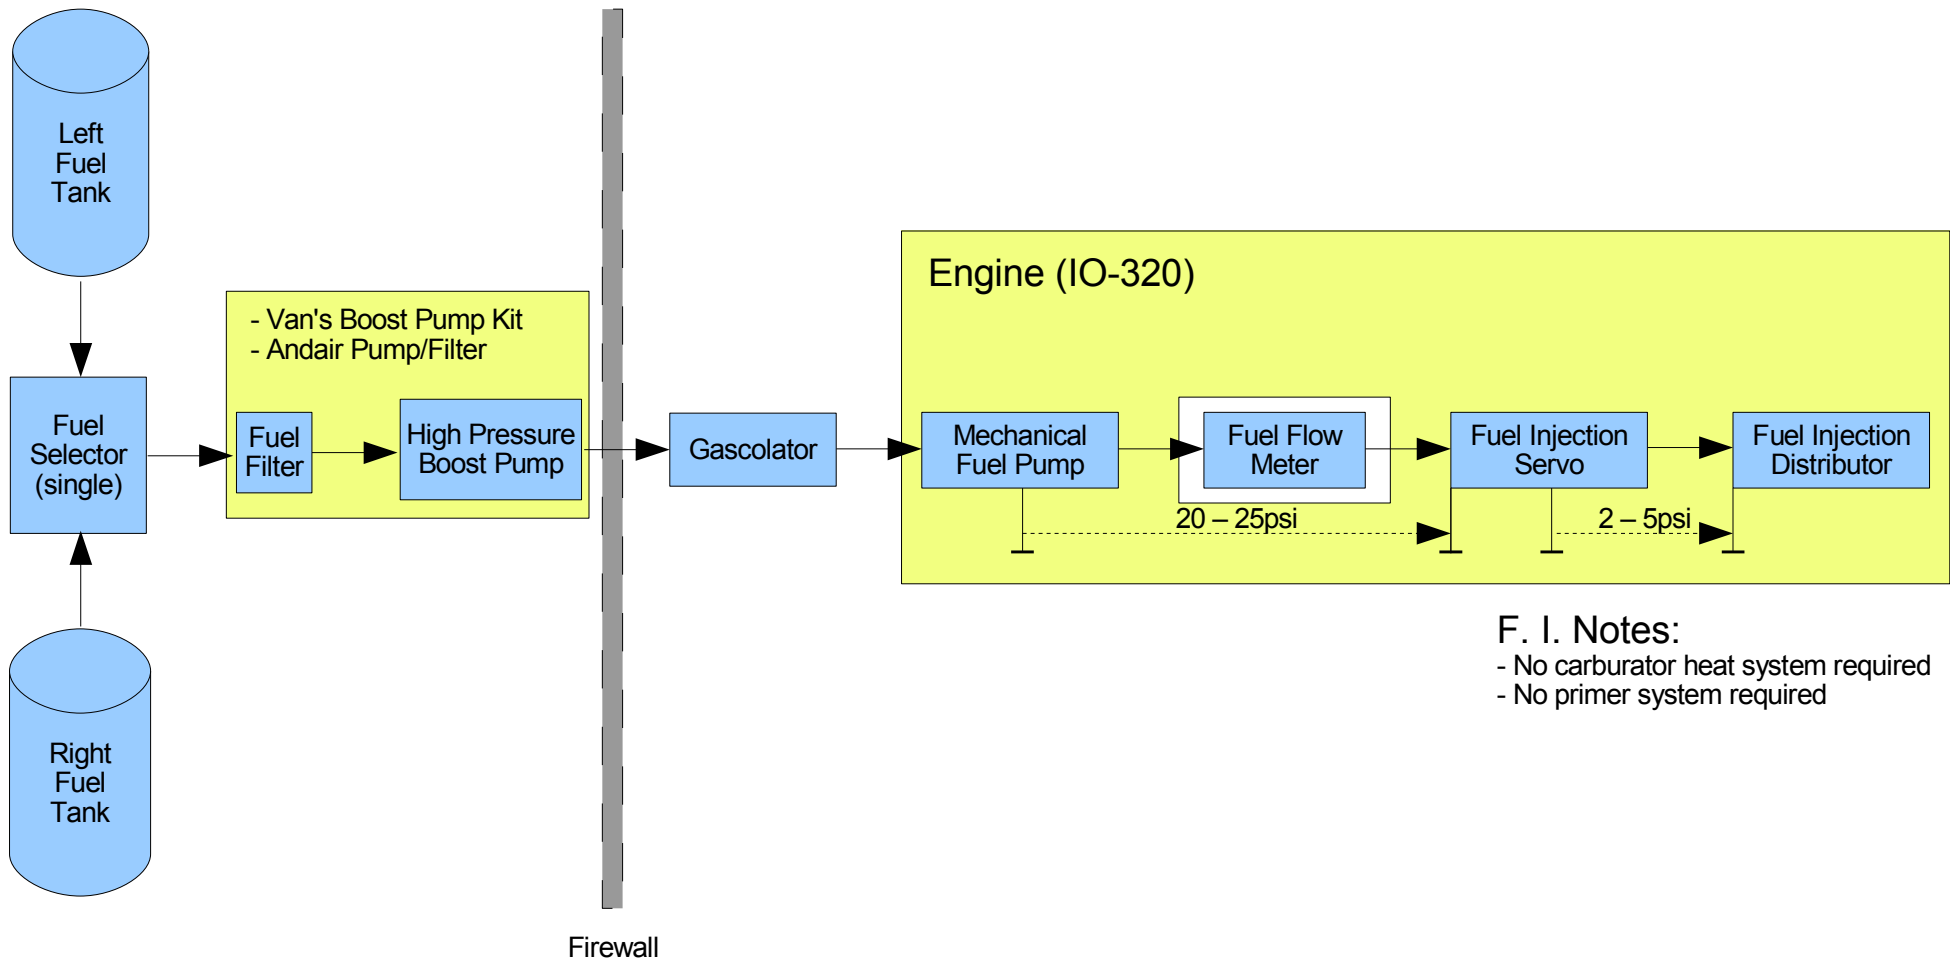 Left
Fuel
Tank
- Van's Boost Pump Kit
- Andair Pump/Filter
Fuel
Selector
(single)
Fuel
Filter
High Pressure
Boost Pump
Gascolator
Engine (IO-320)
Mechanical
Fuel Pump
Fuel Flow
Meter
Fuel Injection
Servo
Fuel Injection
Distributor
20 – 25psi
2 – 5psi
F. I. Notes:
- No carburator heat system required
- No primer system required
Right
Fuel
Tank
Firewall